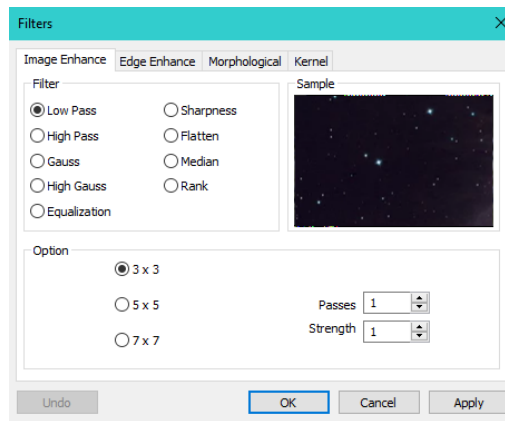 Filters
Image Enhance Edge Enhance Morphological Kernel
Filter
Sample
Low Pass
Sharpness
High Pass
Flatten
Gauss
Median
High Gauss
Rank
Equalization
Option
3 x 3
5 x 5
7 x 7
Passes 1
Strength 1
Undo
OK
Cancel
Apply